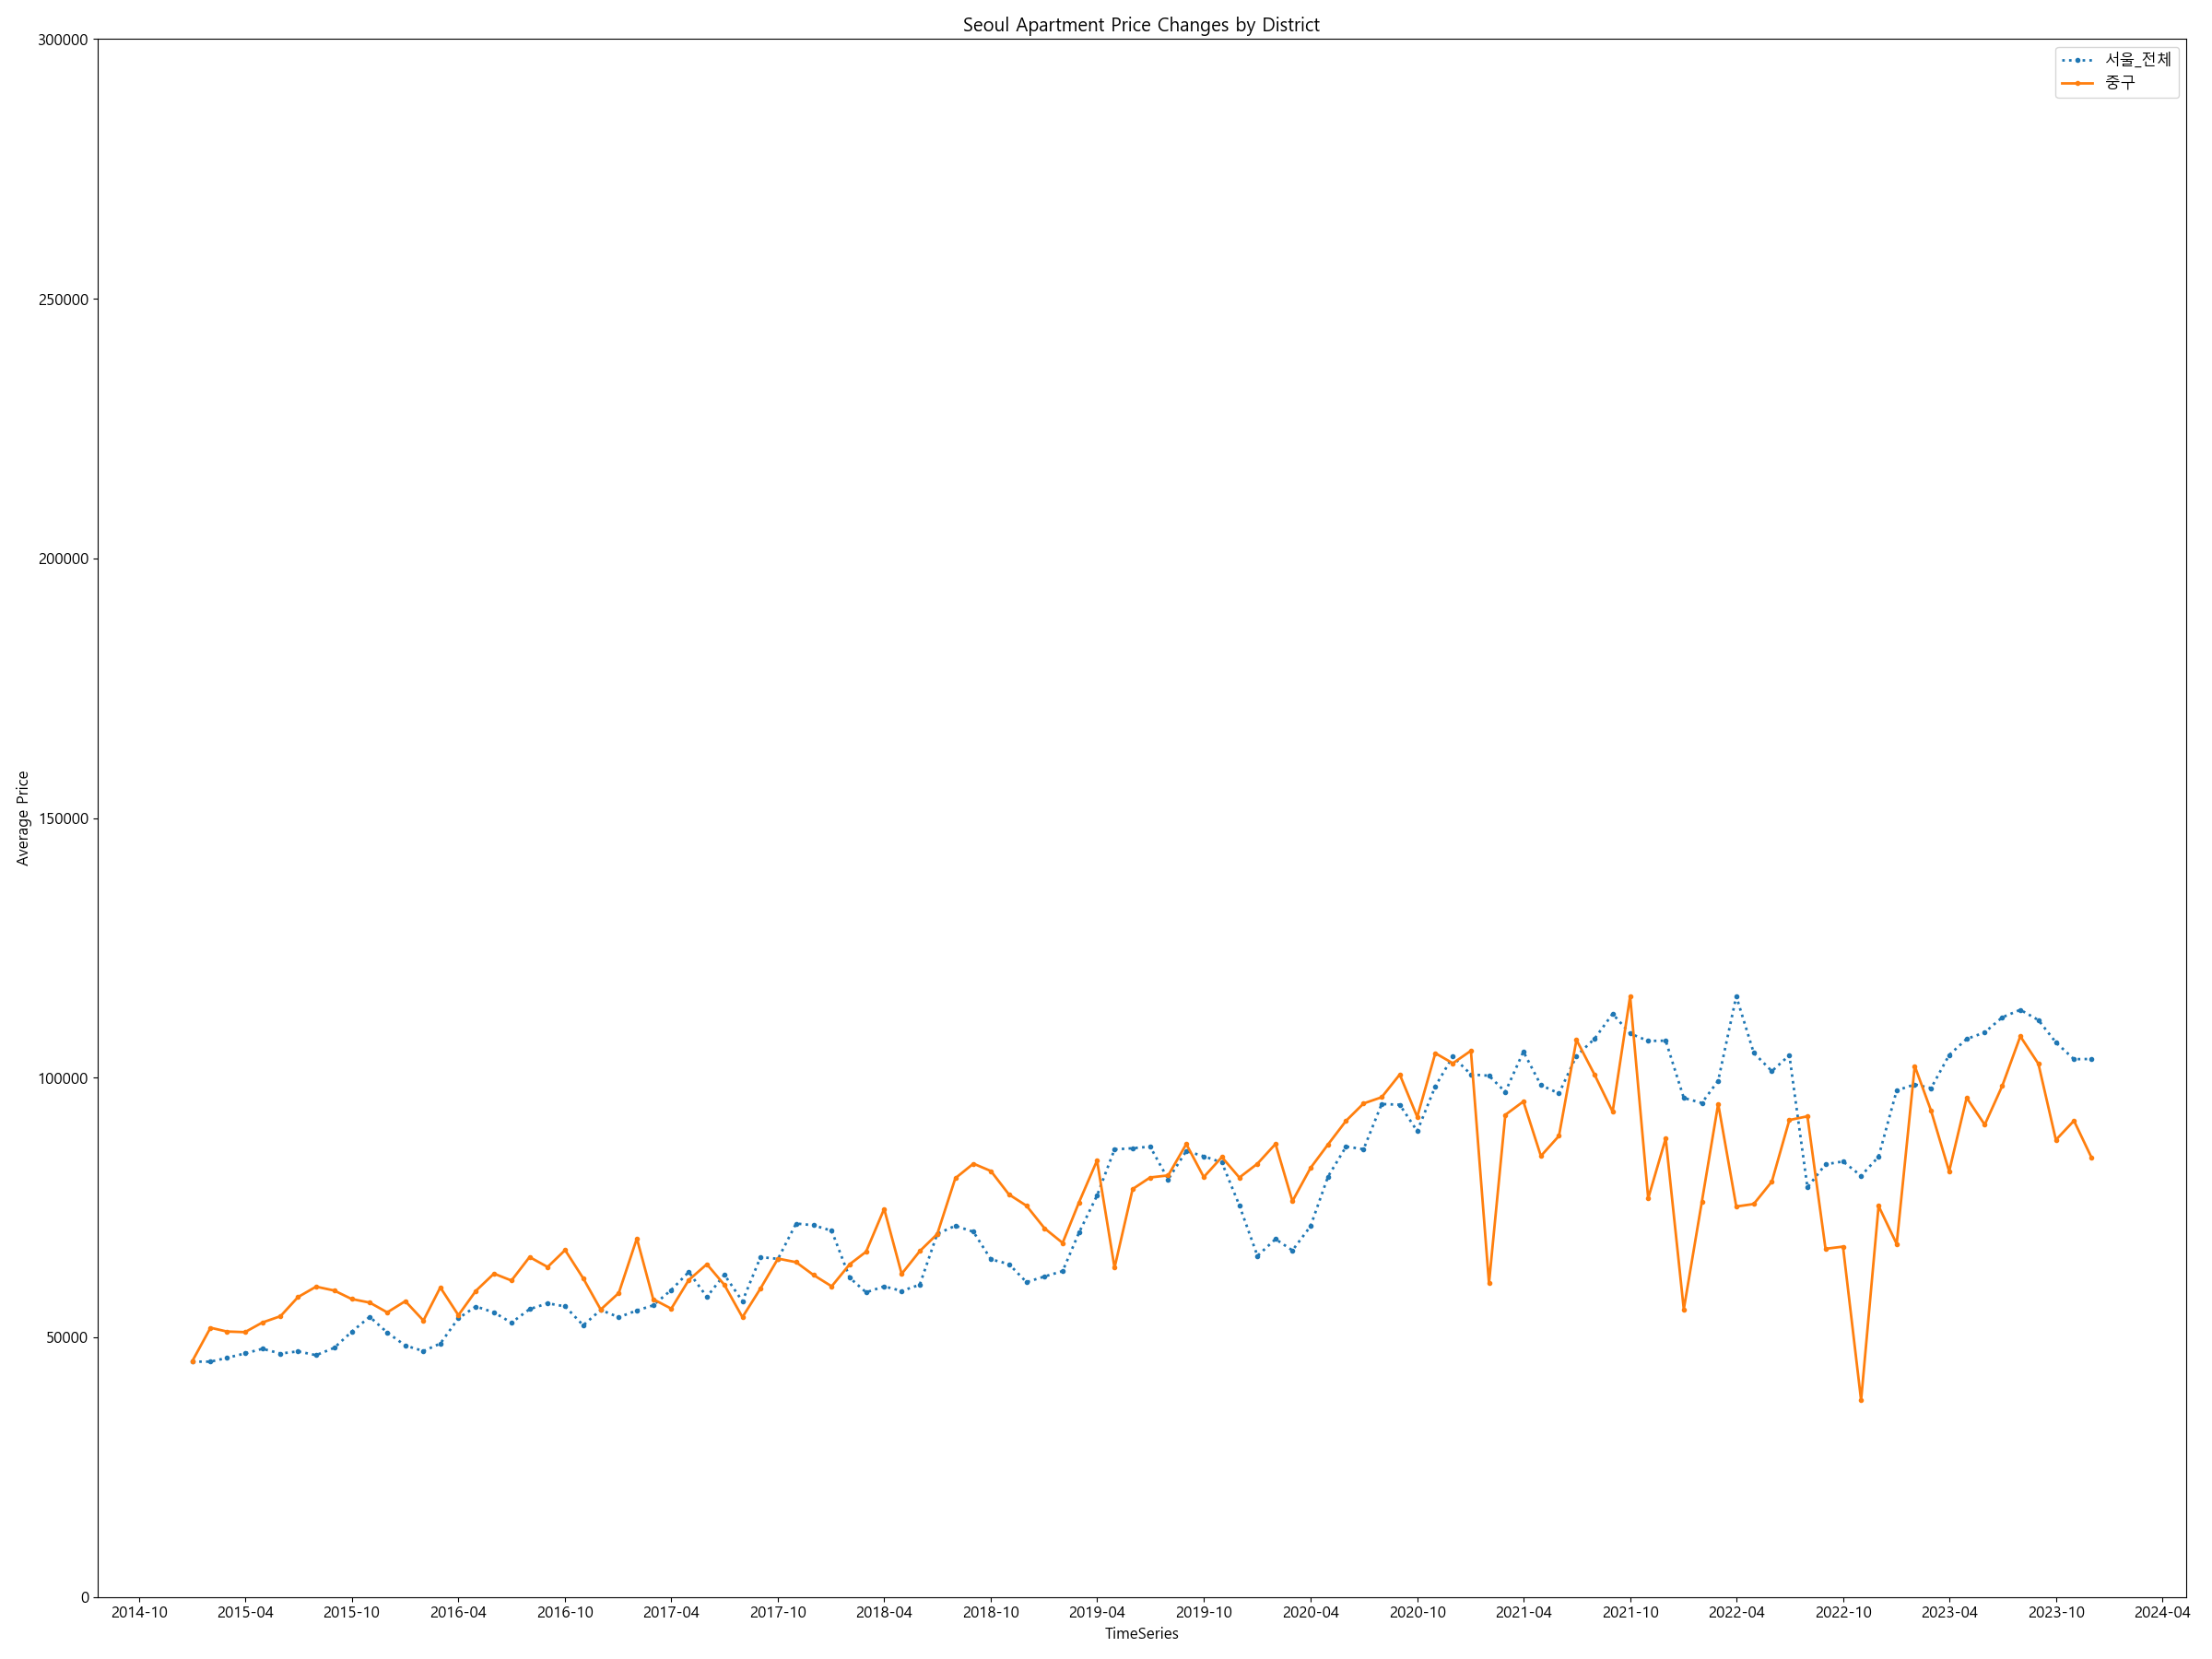 Seoul Apartment Price Changes by District
서울_전체
중구
300000
250000
200000
150000
100000
50000
0
Average Price
2014-10 2015-04 2015-10 2016-04 2016-10 2017-04 2017-10 2018-04 2018-10 2019-04 2019-10 2020-04 2020-10 2021-04 2021-10 2022-04 2022-10 2023-04 2023-10 2024-04
TimeSeries